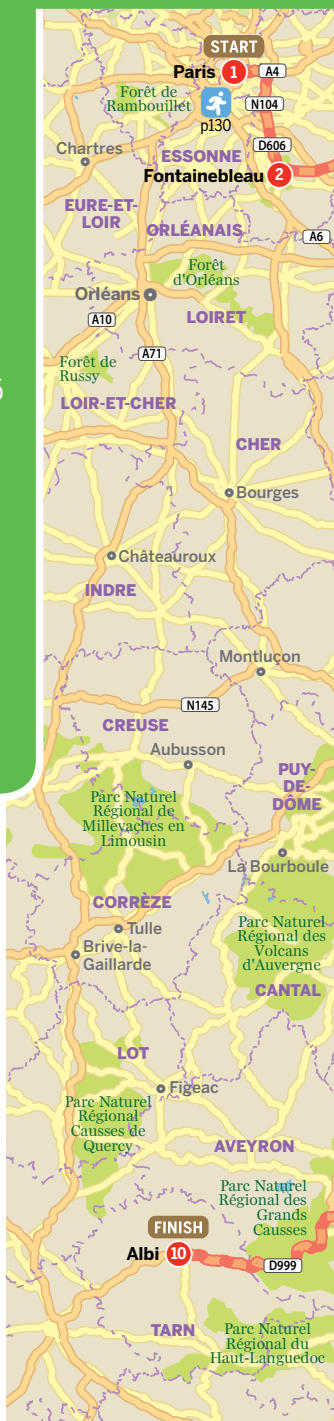 START
Paris 1
A4
Forêt de
Rambouillet
N104
p130
D606
Chartres
ESSONNE
Fontainebleau 2
EURE-ET-
LOIR
ORLÉANAIS
A6
Forêt
d'Orléans
Orléans
A10
LOIRET
A71
Forêt de
Russy
LOIR-ET-CHER
CHER
Bourges
Châteauroux
INDRE
Montluçon
N145
CREUSE
Aubusson
PUY-
DE-
DÔME
Parc Naturel
Régional de
Millevaches en
Limousin
La Bourboule
CORRÈZE
Tulle
Brive-la-
Gaillarde
Parc Naturel
Régional des
Volcans
d'Auvergne
CANTAL
LOT
Figeac
Parc Naturel
Régional
Causses de
Quercy
AVEYRON
Parc Naturel
Régional des
Grands
Causses
FINISH
Albi 10
D999
TARN
Parc Naturel
Régional du
Haut-Languedoc